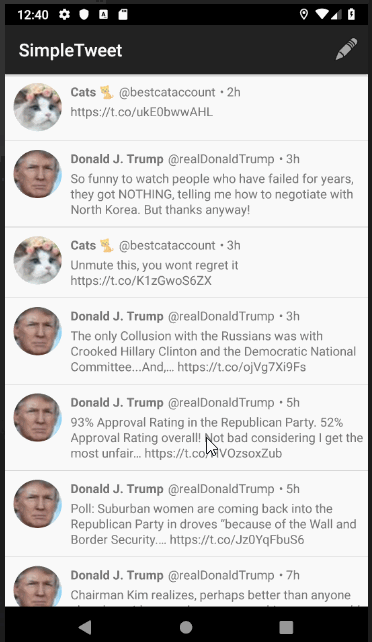 12:40
SimpleTweet
Cats 🐈 @bestcataccount • 2h
https://t.co/ukE0bwwAHL
Donald J. Trump @realDonaldTrump • 3h
So funny to watch people who have failed for years,
they got NOTHING, telling me how to negotiate with
North Korea. But thanks anyway!
Cats 🐈 @bestcataccount • 3h
Unmute this, you wont regret it
https://t.co/K1zGwoS6ZX
Donald J. Trump @realDonaldTrump • 3h
The only Collusion with the Russians was with
Crooked Hillary Clinton and the Democratic National
Committee...And,… https://t.co/ojVg7Xi9Fs
Donald J. Trump @realDonaldTrump • 5h
93% Approval Rating in the Republican Party. 52%
Approval Rating overall! Not bad considering I get the
most unfair…
Donald J. Trump @realDonaldTrump • 5h
Poll: Suburban women are coming back into the
Republican Party in droves “because of the Wall and
Border Security.… https://t.co/Jz0YqFbuS6
Donald J. Trump @realDonaldTrump • 7h
Chairman Kim realizes, perhaps better than anyone